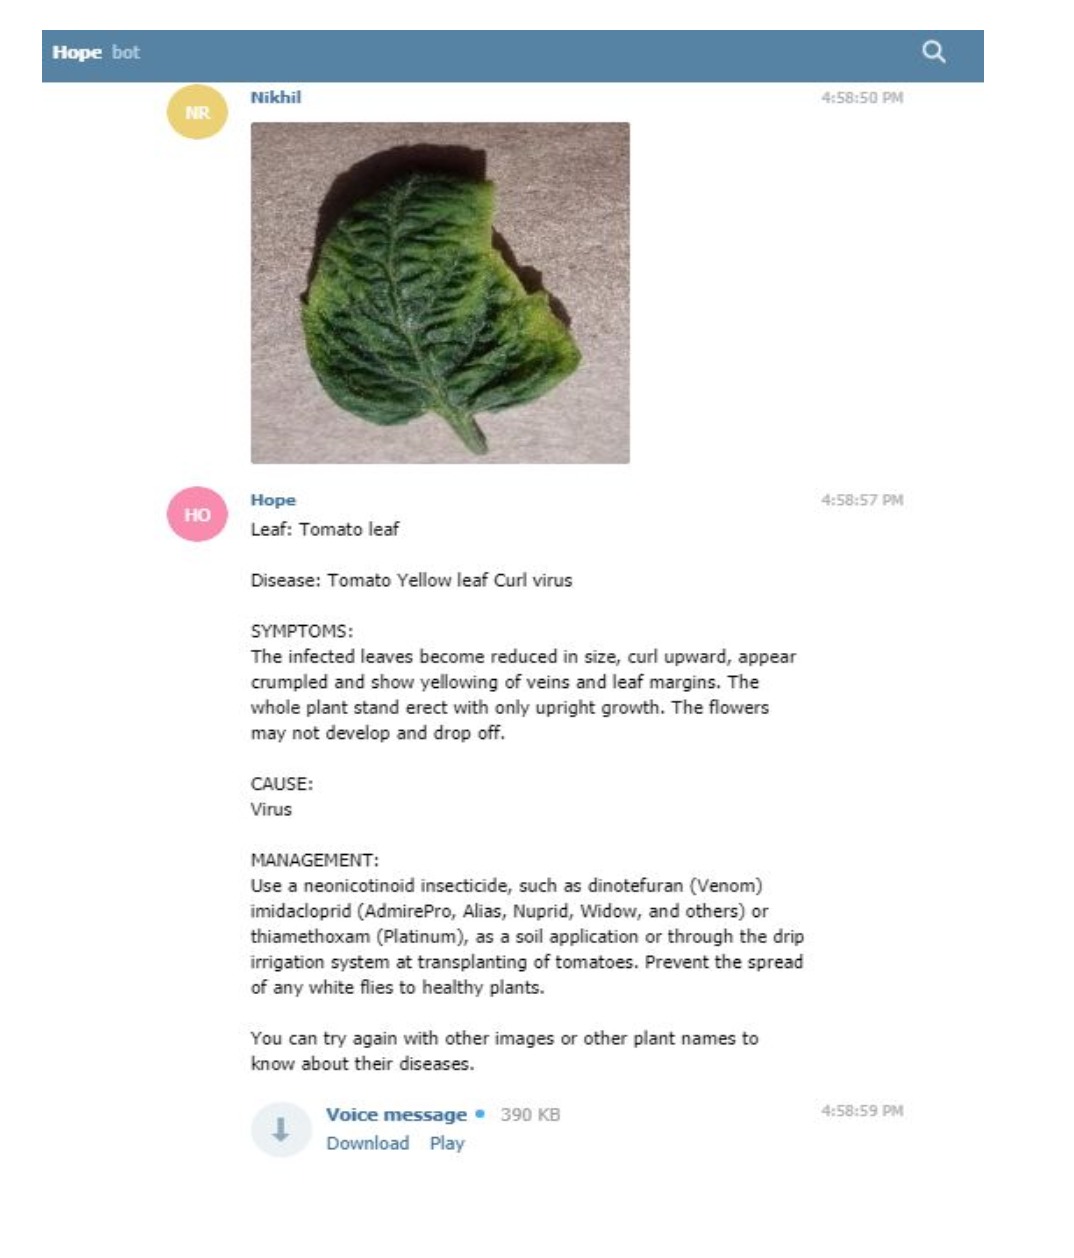 Hope bot
Nikhil 4:58:50 PM
NR
Hope 4:58:57 PM
HO
Leaf: Tomato leaf
Disease: Tomato Yellow leaf Curl virus
SYMPTOMS:
The infected leaves become reduced in size, curl upward, appear
crumpled and show yellowing of veins and leaf margins. The
whole plant stand erect with only upright growth. The flowers
may not develop and drop off.
CAUSE:
Virus
MANAGEMENT:
Use a neonicotinoid insecticide, such as dinotefuran (Venom)
imidacloprid (AdmirePro, Alias, Nuprid, Widow, and others) or
thiamethoxam (Platinum), as a soil application or through the drip
irrigation system at transplanting of tomatoes. Prevent the spread
of any white flies to healthy plants.
You can try again with other images or other plant names to
know about their diseases.
Voice message 390 KB 4:58:59 PM
Download Play